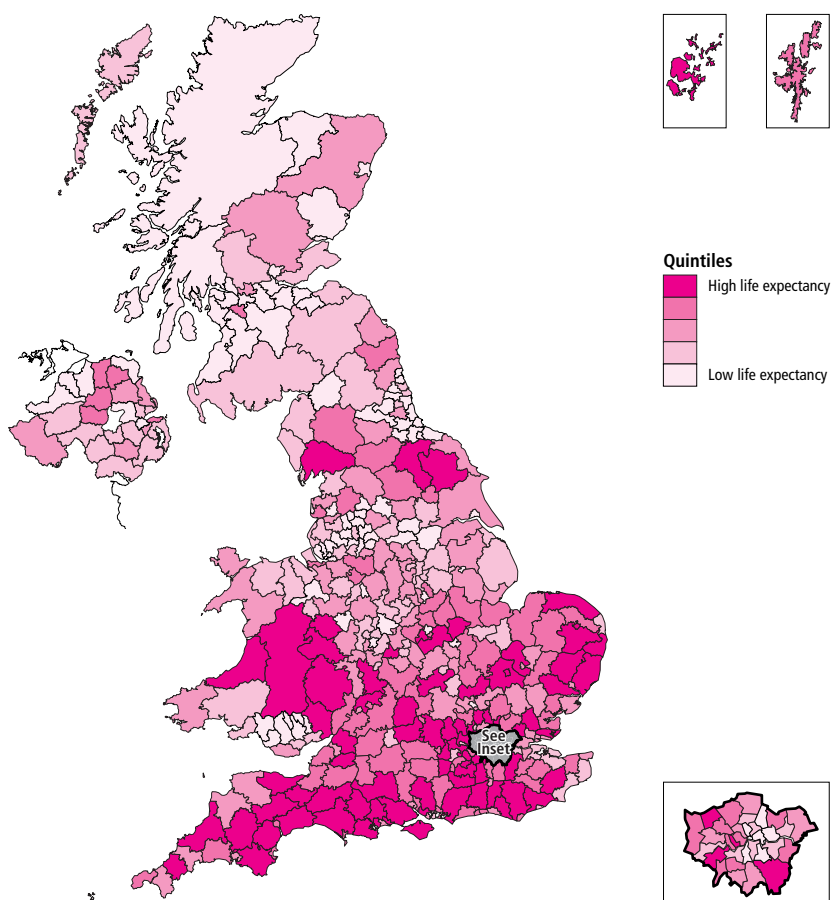 Quintiles
High life expectancy
Low life expectancy
See
Inset